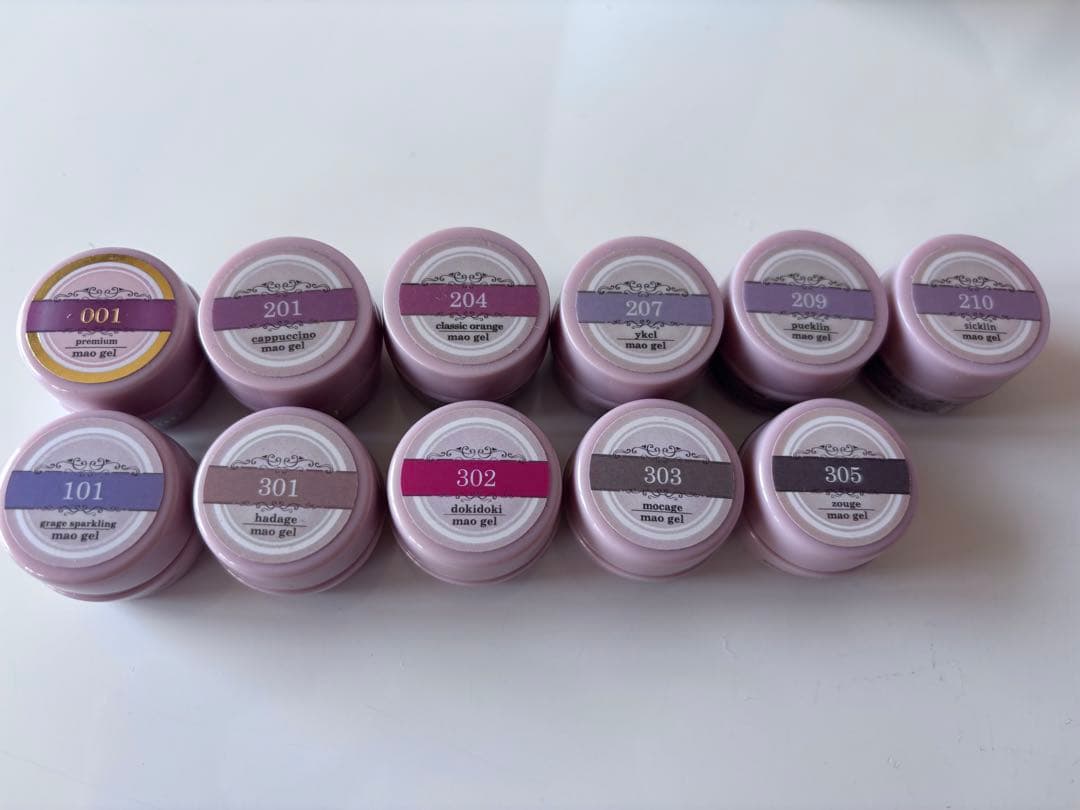 001
premium
mao gel
201
cappuccino
mao gel
204
classic orange
mao gel
207
ykcl
mao gel
209
pucklin
mao gel
210
sicklin
mao gel
101
grage sparkling
mao gel
301
hadage
mao gel
302
dokidoki
mao gel
303
mocage
mao gel
305
zouge
mao gel